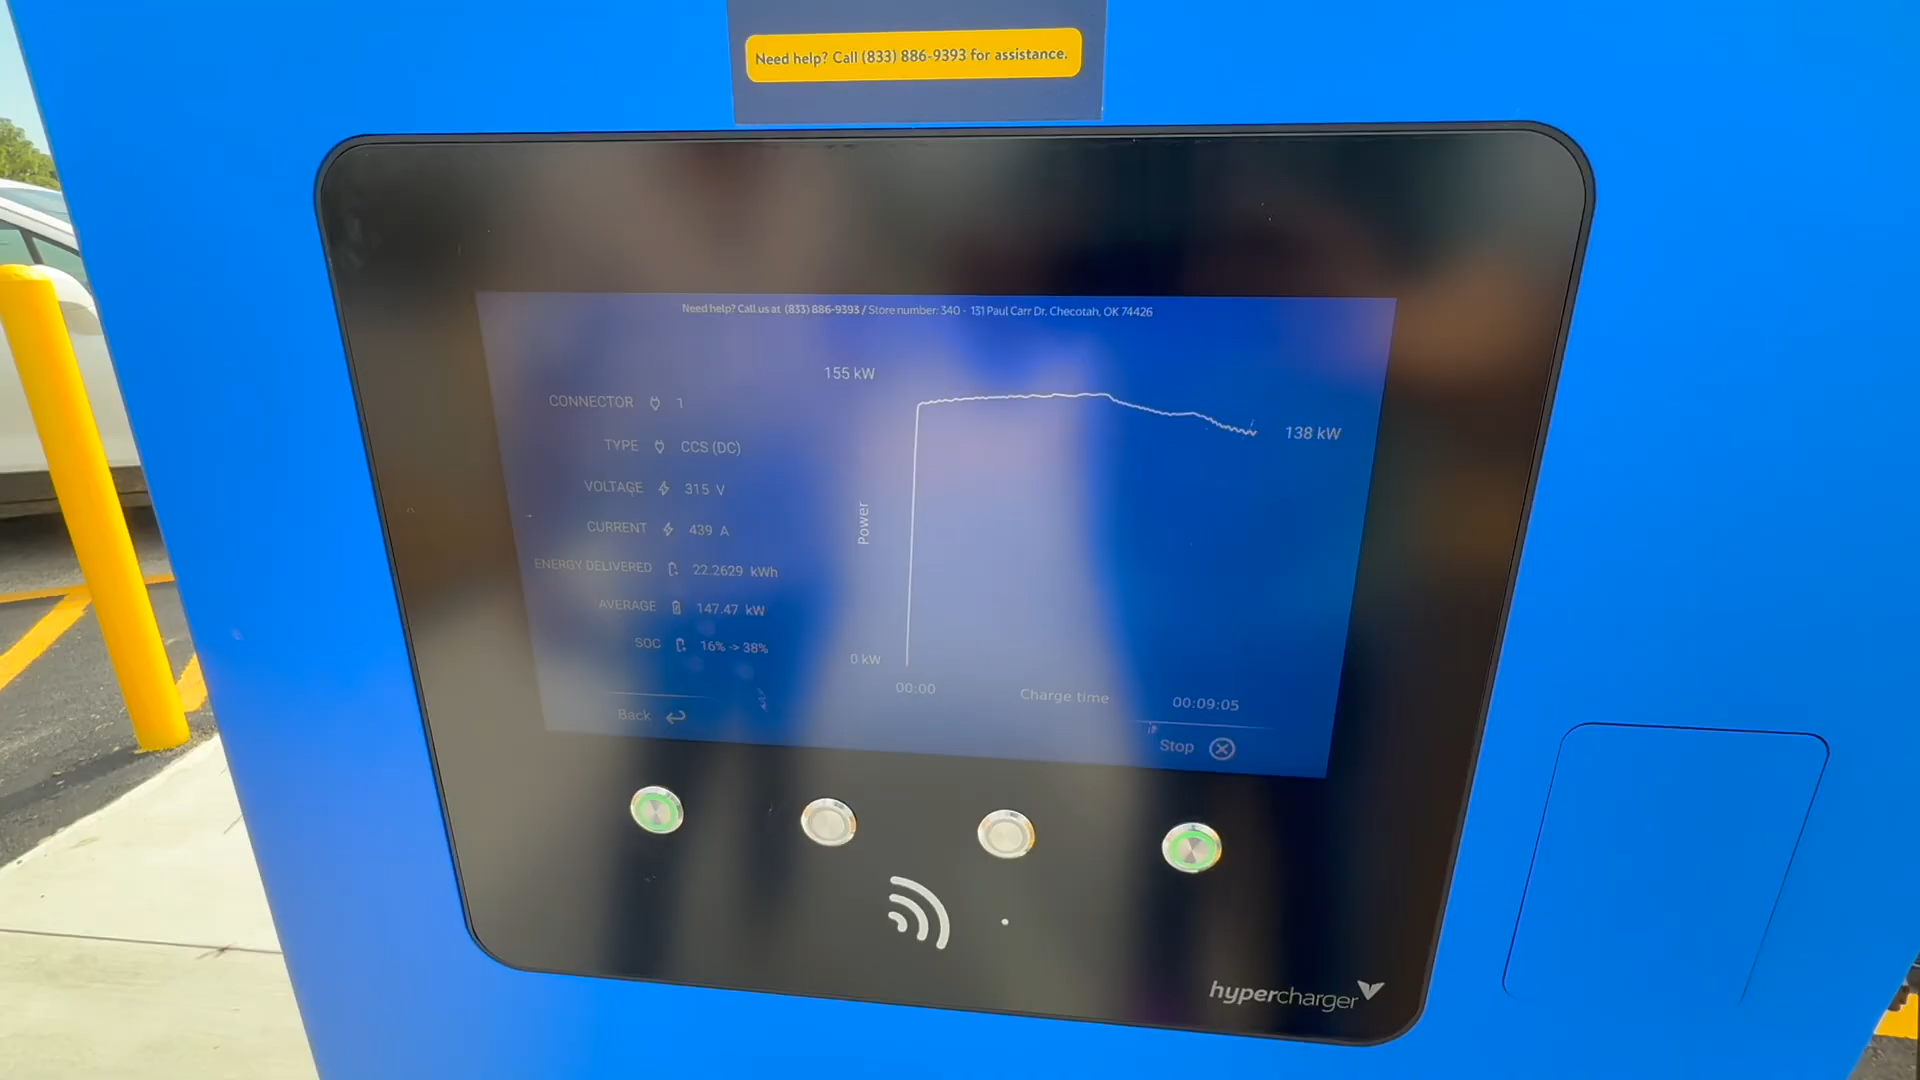 Need help? Call (833) 886-9393 for assistance.
Need help? Call us at (833) 886-9393 / Store number: 340 - 131 Paul Carr Dr. Checotah, OK 74426
155 kW
CONNECTOR 1
TYPE CCS (DC)
138 kW
VOLTAGE 315 V
CURRENT 439 A
Power
ENERGY DELIVERED 22.2629 kWh
AVERAGE 147.47 kW
SOC 16% -> 38%
0 kW
00:00
Charge time
00:09:05
Back
Stop
hypercharger